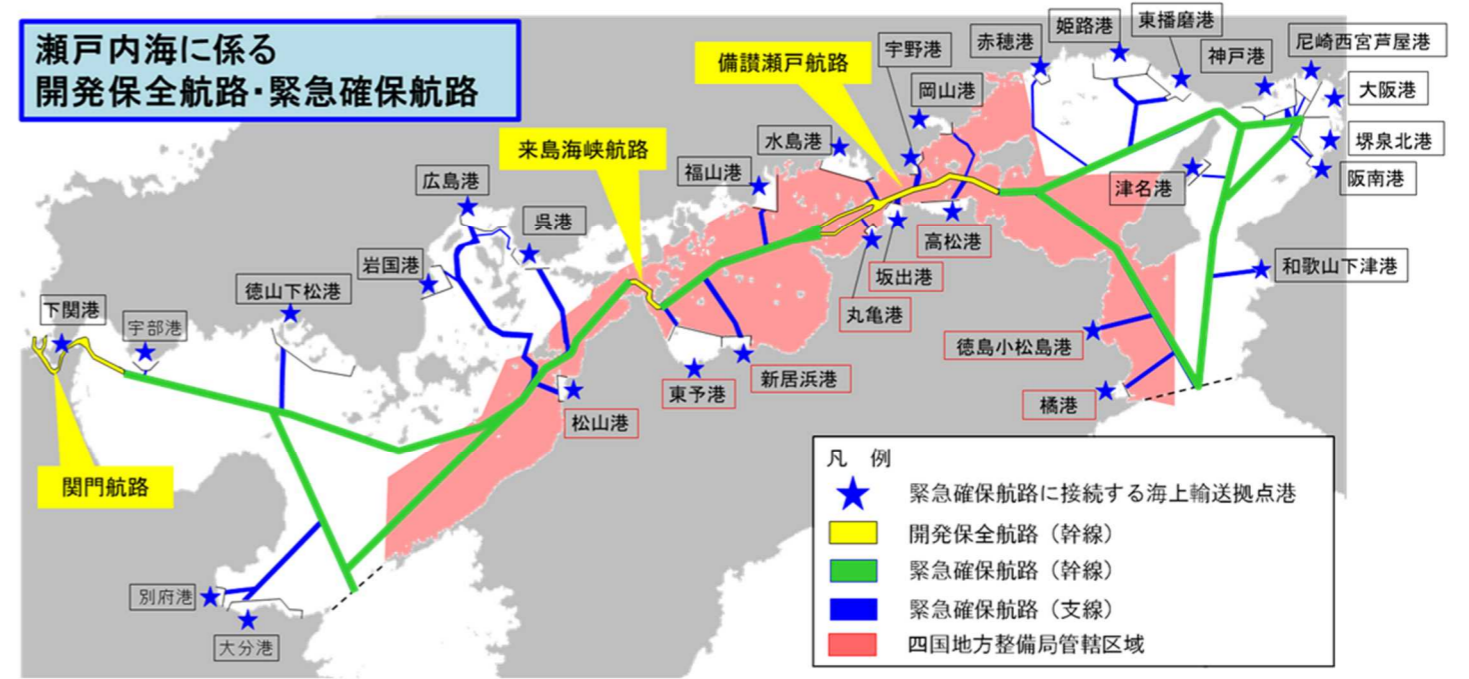 瀬戸内海に係る
開発保全航路・緊急確保航路
備讃瀬戸航路
宇野港
赤穂港
姫路港
東播磨港
神戸港
尼崎西宮芦屋港
岡山港
大阪港
来島海峡航路
水島港
堺泉北港
広島港
福山港
津名港
阪南港
呉港
高松港
岩国港
坂出港
和歌山下津港
徳山下松港
丸亀港
下関港
宇部港
徳島小松島港
東予港
新居浜港
橘港
松山港
関門航路
別府港
大分港
凡 例
緊急確保航路に接続する海上輸送拠点港
開発保全航路（幹線）
緊急確保航路（幹線）
緊急確保航路（支線）
四国地方整備局管轄区域